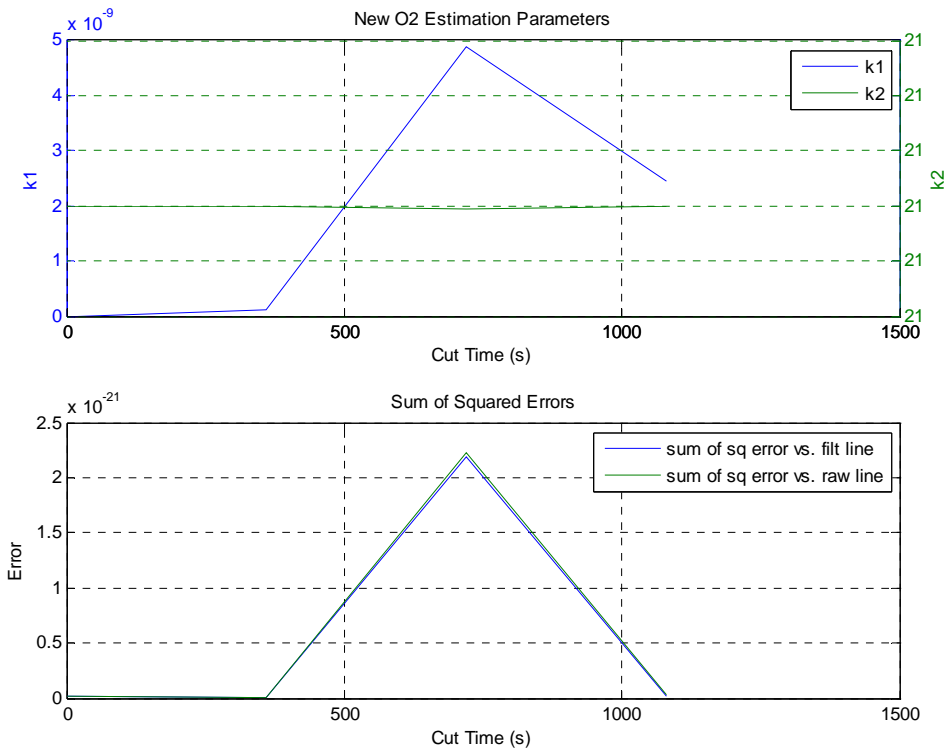 New O2 Estimation Parameters
x 10-9
5
4
3
2
1
0
k1
21
21
21
21
21
21
k2
k1
k2
0
500
1000
1500
Cut Time (s)
Sum of Squared Errors
x 10-21
2.5
2
1.5
1
0.5
0
Error
sum of sq error vs. filt line
sum of sq error vs. raw line
0
500
1000
1500
Cut Time (s)